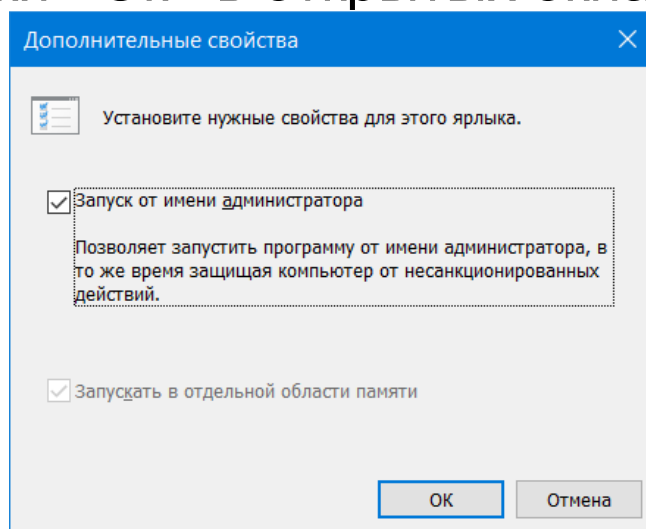 Дополнительные свойства
Установите нужные свойства для этого ярлыка.
Запуск от имени администратора
Позволяет запустить программу от имени администратора, в
то же время защищая компьютер от несанкционированных
действий.
Запускать в отдельной области памяти
ОК Отмена